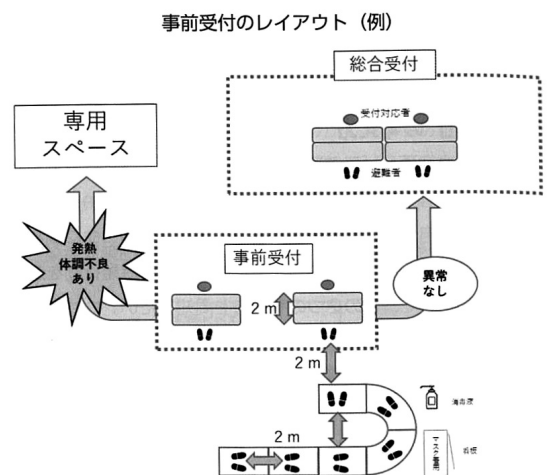 事前受付のレイアウト（例）
総合受付
受付対応者
避難者
専用
スペース
発熱
体調不良
あり
事前受付
異常
なし
2 m
2 m
2 m
消毒液
看板
マスク着用